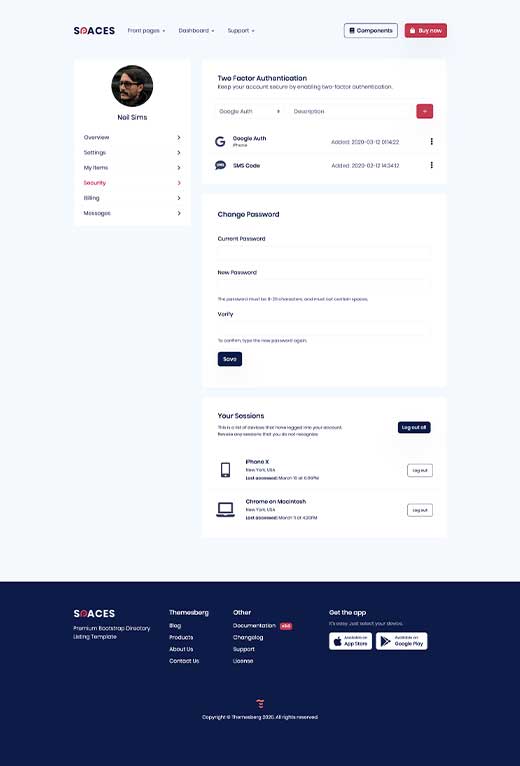 SPACES
Front pages
Dashboard
Support
Components
Buy now
Neil Sims
Overview
Settings
My Items
Security
Billing
Messages
Two Factor Authentication
Keep your account secure by enabling two-factor authentication.
Google Auth
Description
+
Google Auth
iPhone
Added: 2020-03-12 01:14:22
SMS
SMS Code
Added: 2020-02-12 14:34:12
Change Password
Current Password
New Password
The password must be 8-20 characters, and must not contain spaces.
Verify
To confirm, type the new password again.
Save
Your Sessions
This is a list of devices that have logged into your account.
Revoke any sessions that you do not recognize.
Log out all
iPhone X
New York, USA
Last accessed: March 15 at 6:30PM
Log out
Chrome on Macintosh
New York, USA
Last accessed: March 11 at 4:20PM
Log out
SPACES
Premium Bootstrap Directory
Listing Template
Themesberg
Blog
Products
About Us
Contact Us
Other
Documentation
Changelog
Support
License
Get the app
It's easy. Just select your device.
Available on
App Store
Available on
Google Play
Copyright © Themesberg 2020. All rights reserved.